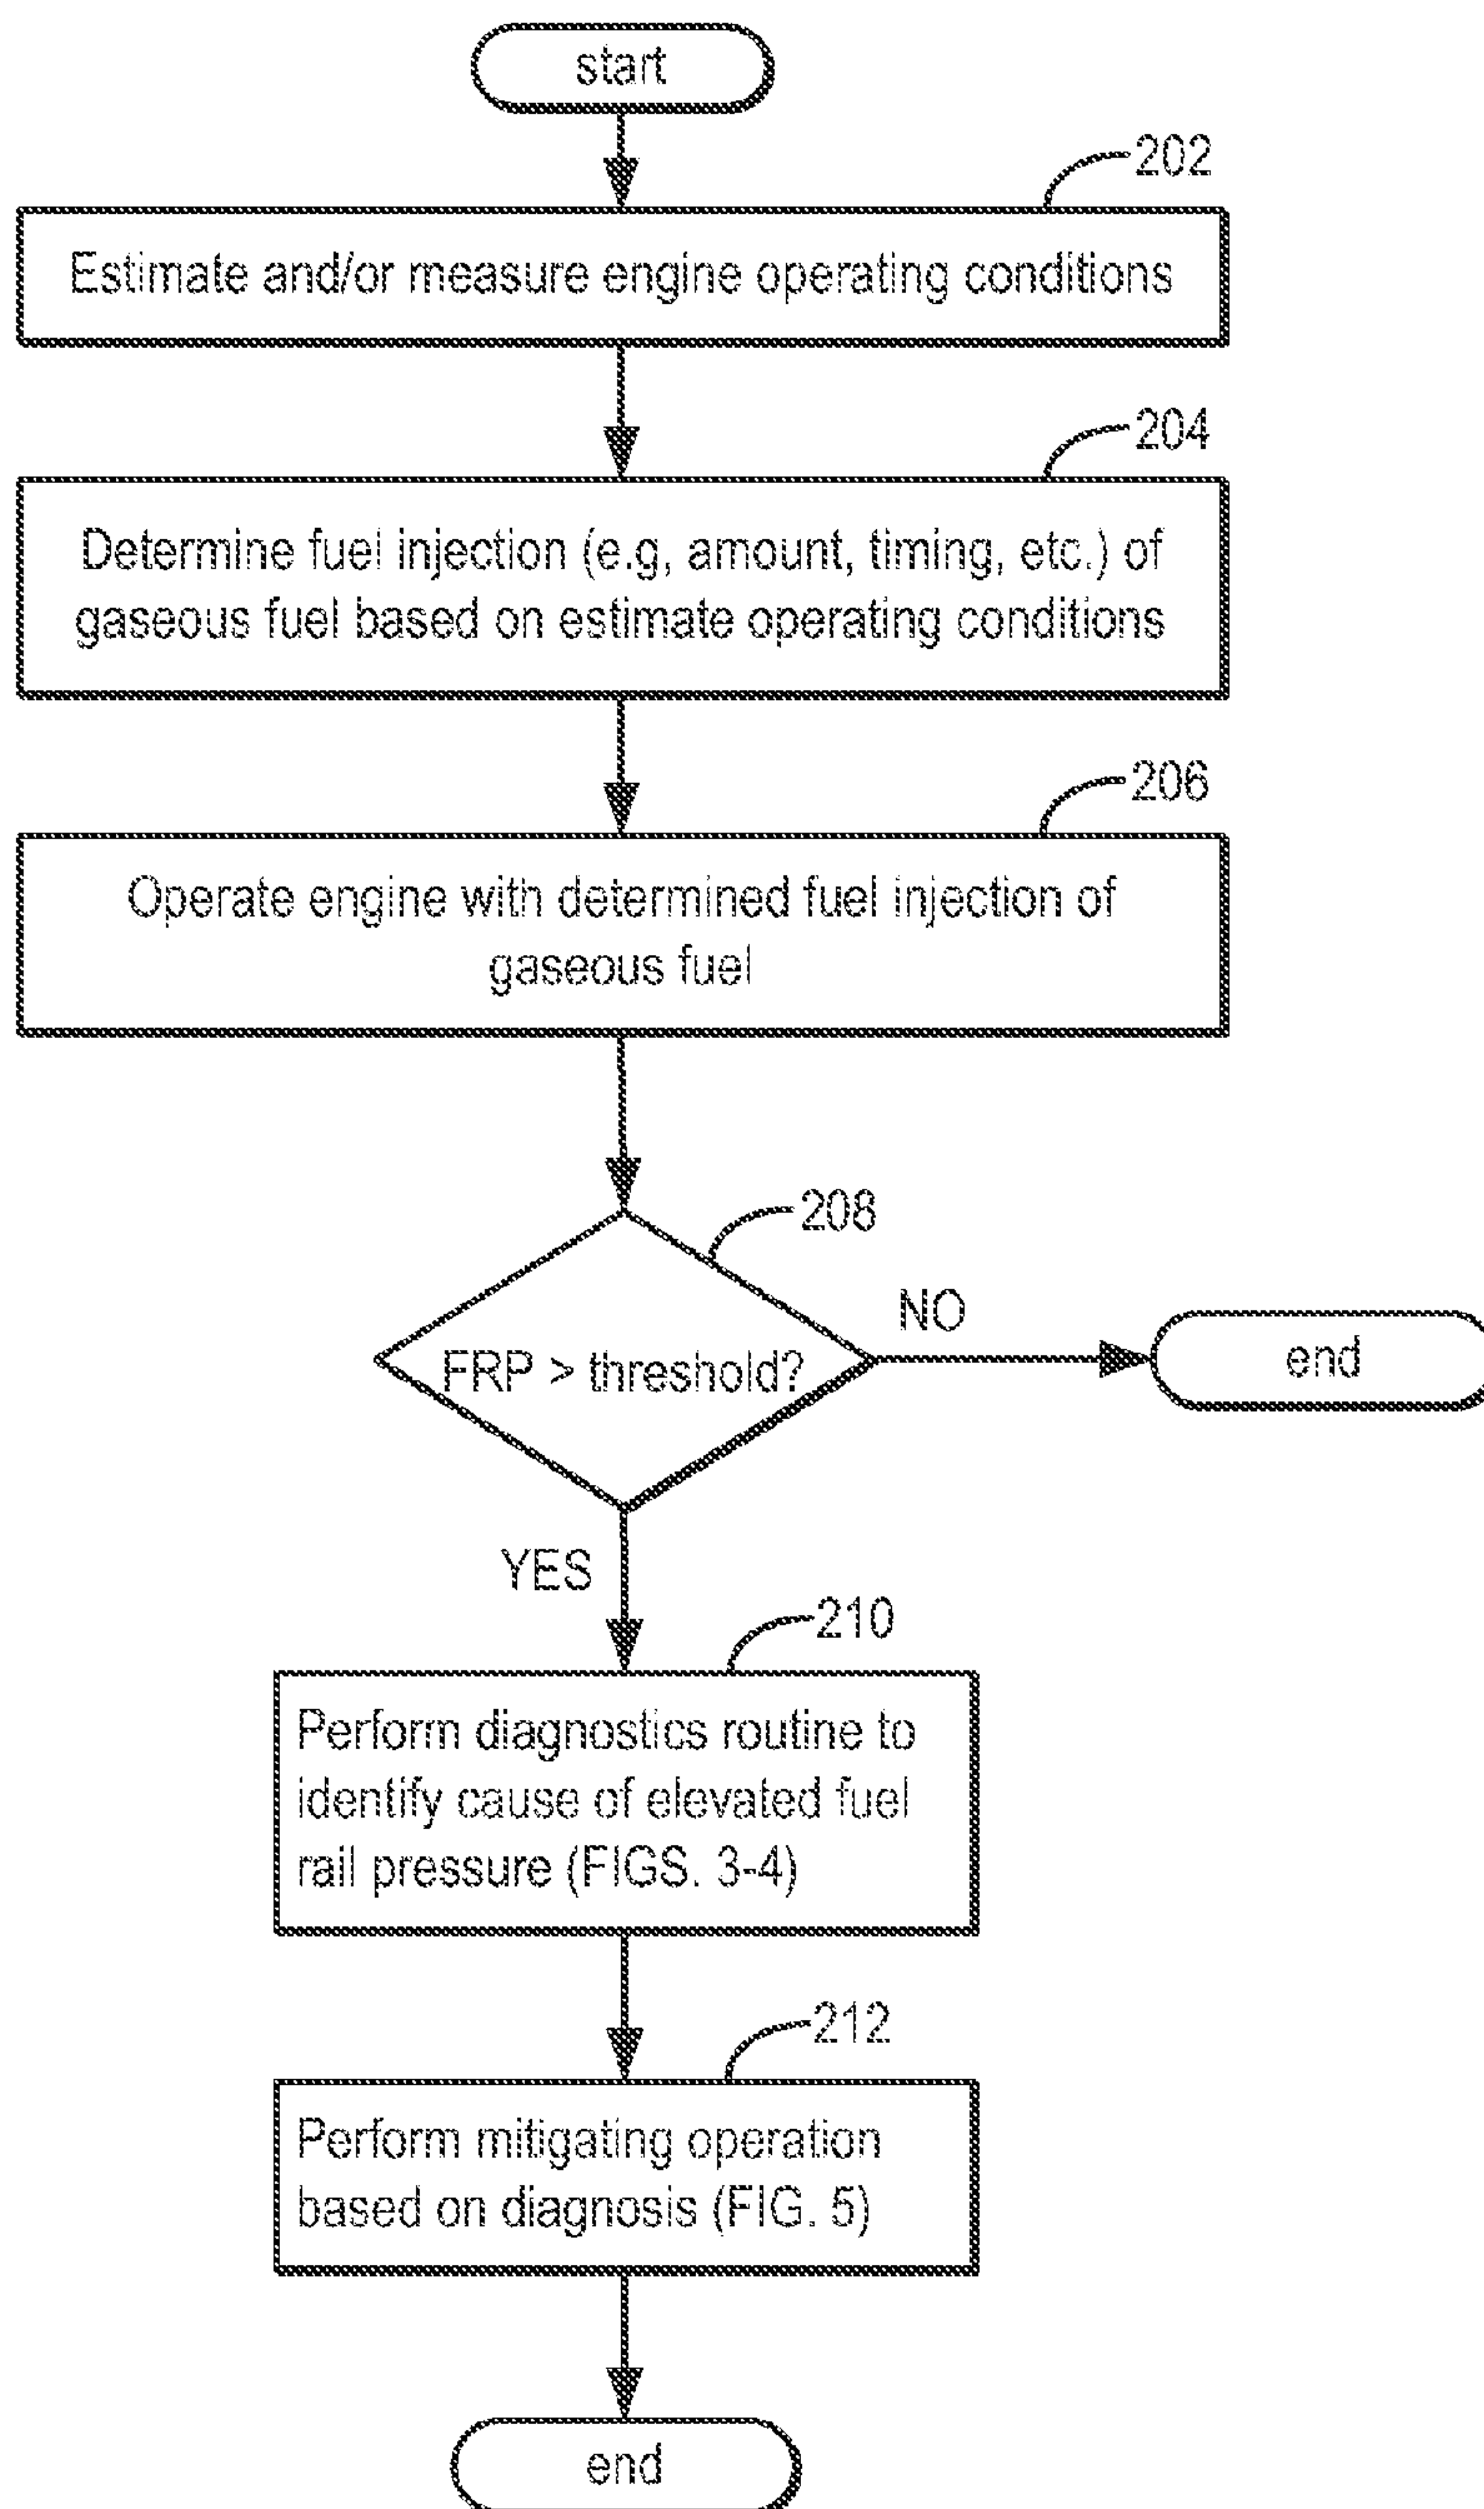 start
202
Estimate and/or measure engine operating conditions
204
Determine fuel injection (e.g, amount, timing, etc.) of
gaseous fuel based on estimate operating conditions
206
Operate engine with determined fuel injection of
gaseous fuel
208
FRP > threshold?
NO
end
YES
210
Perform diagnostics routine to
identify cause of elevated fuel
rail pressure (FIGS. 3-4)
212
Perform mitigating operation
based on diagnosis (FIG. 5)
end